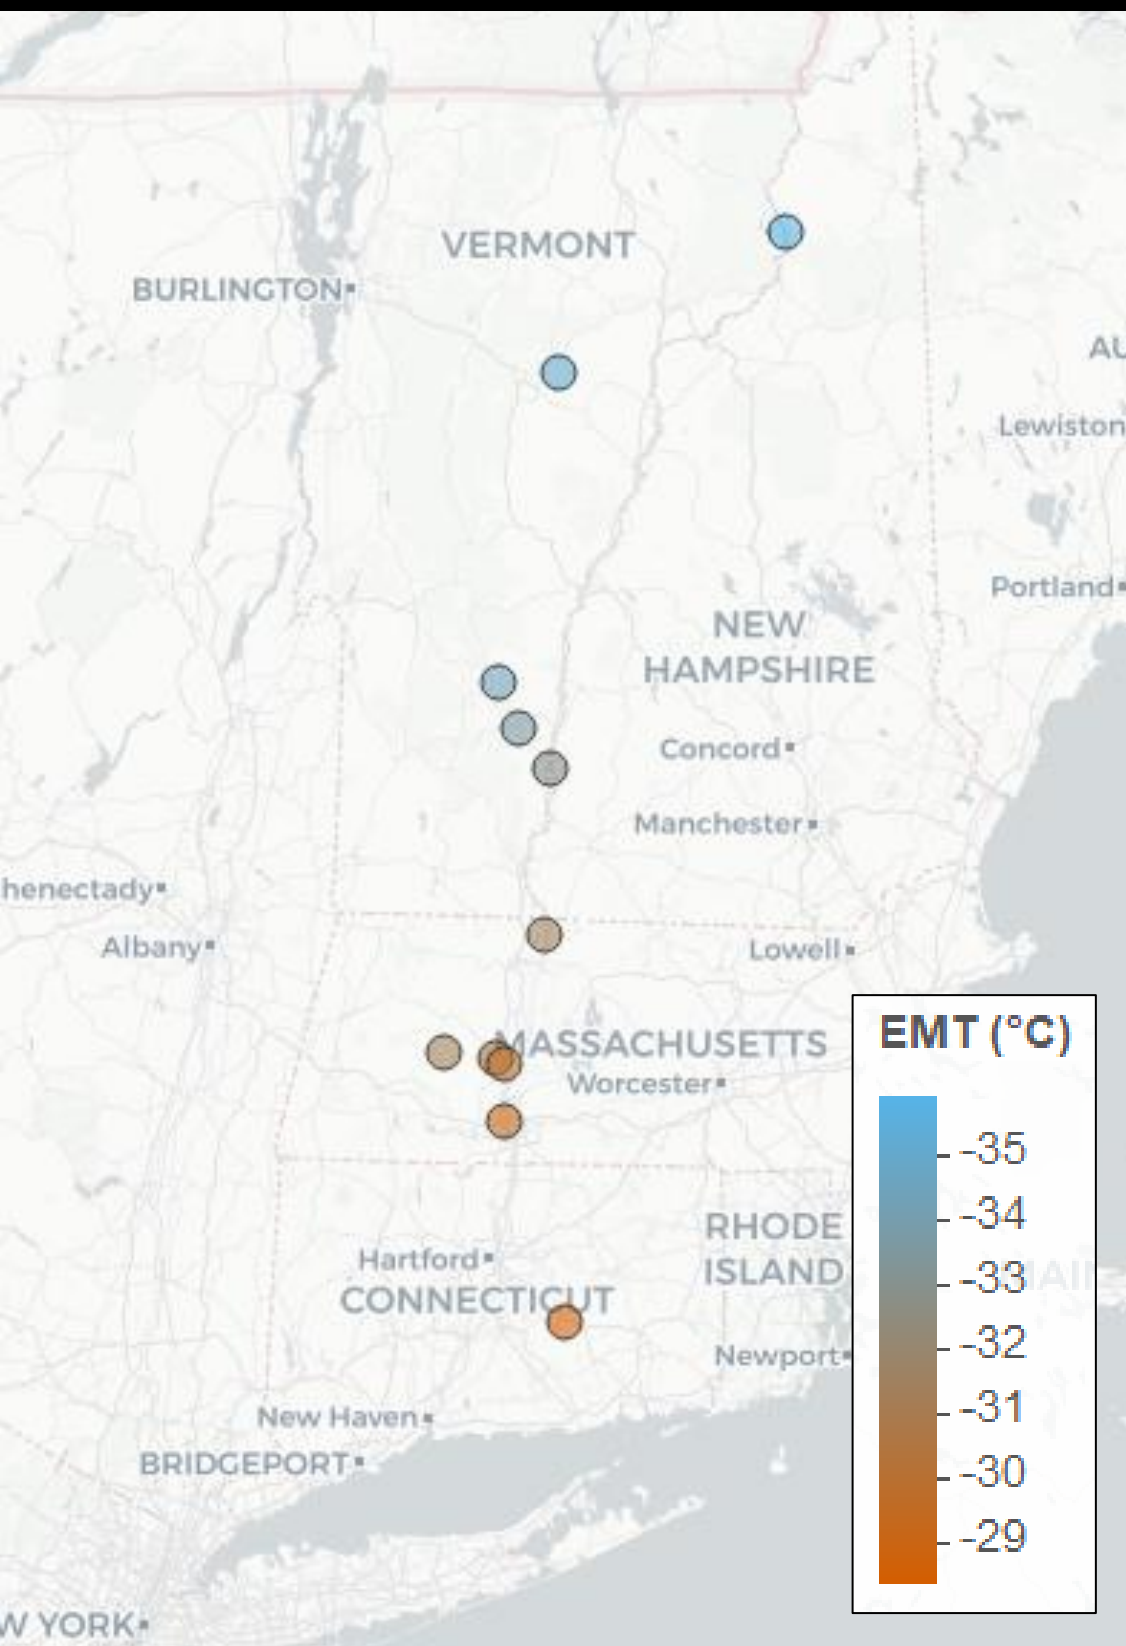 VERMONT
BURLINGTON
AU
Lewiston
Portland
NEW
HAMPSHIRE
Concord
Manchester
henectady
Albany
Lowell
MASSACHUSETTS
Worcester
EMT (°C)
-35
-34
-33
-32
-31
-30
-29
RHODE
ISLAND
Hartford
CONNECTICUT
Newport
New Haven
BRIDGEPORT
W YORK